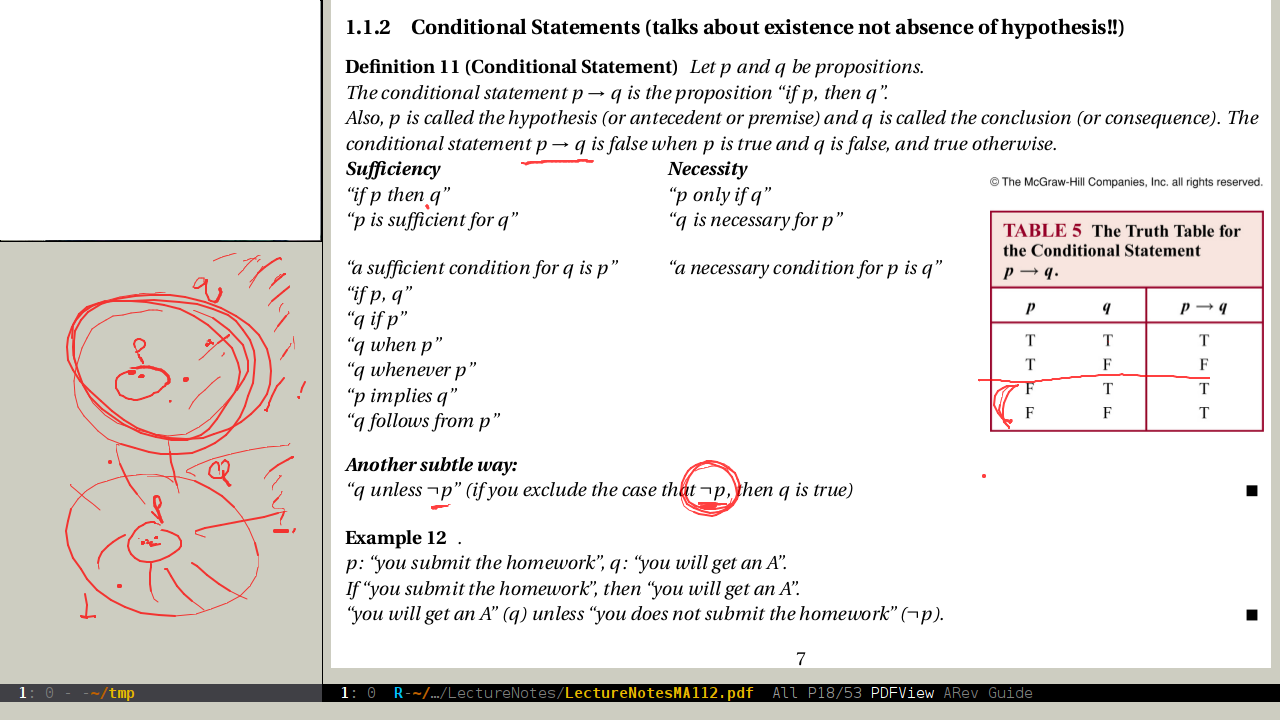 1.1.2 Conditional Statements (talks about existence not absence of hypothesis!!)
Definition 11 (Conditional Statement) Let p and q be propositions.
The conditional statement p → q is the proposition “if p, then q”.
Also, p is called the hypothesis (or antecedent or premise) and q is called the conclusion (or consequence). The
conditional statement p → q is false when p is true and q is false, and true otherwise.
Sufficiency Necessity
“if p then q” “p only if q”
“p is sufficient for q” “q is necessary for p”
“a sufficient condition for q is p” “a necessary condition for p is q”
“if p, q”
“q if p”
“q when p”
“q whenever p”
“p implies q”
“q follows from p”
© The McGraw-Hill Companies, Inc. all rights reserved.
TABLE 5 The Truth Table for
the Conditional Statement
p → q.
p q p → q
T T T
T F F
F T T
F F T
Another subtle way:
“q unless ¬p” (if you exclude the case that ¬p, then q is true)
Example 12 .
p: “you submit the homework”, q: “you will get an A”.
If “you submit the homework”, then “you will get an A”.
“you will get an A” (q) unless “you does not submit the homework” (¬p).
7
q
P
!
Q
P
1: 0 - -~/tmp
1: 0 R-~/…/LectureNotes/LectureNotesMA112.pdf All P18/53 PDFView ARev Guide